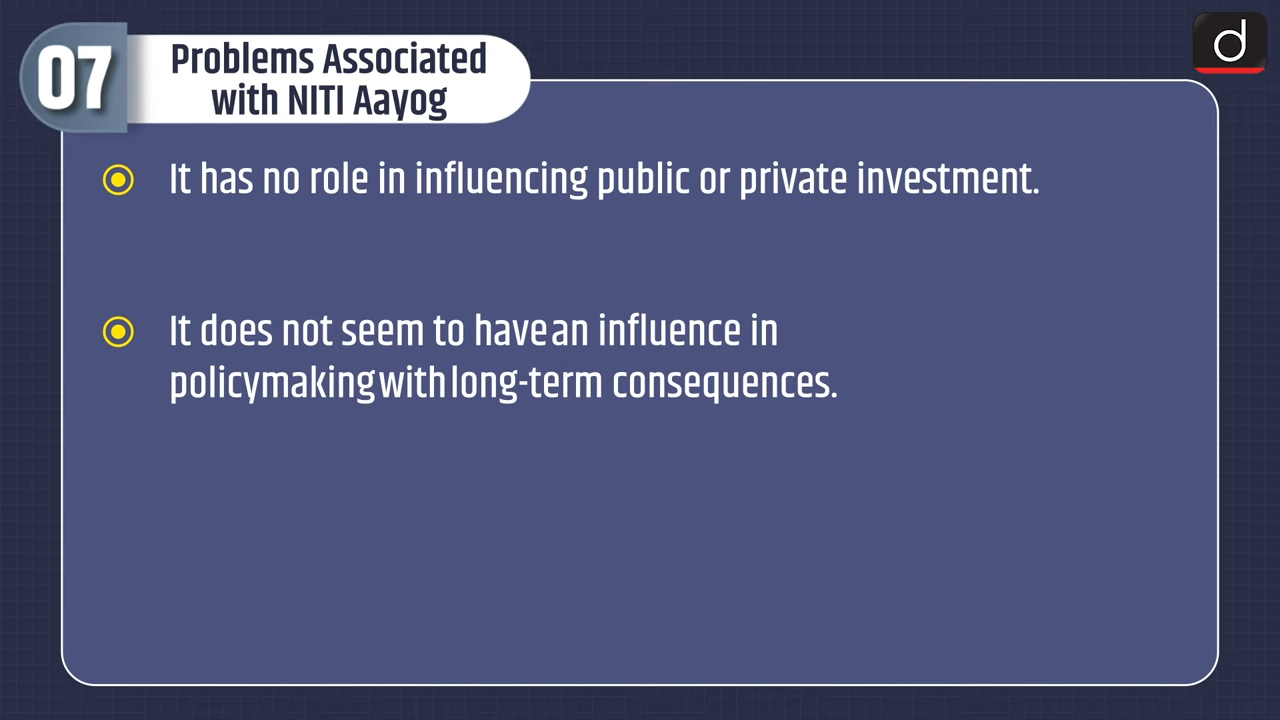 07
Problems Associated
with NITI Aayog
d
It has no role in influencing public or private investment.
It does not seem to have an influence in
policymaking with long-term consequences.